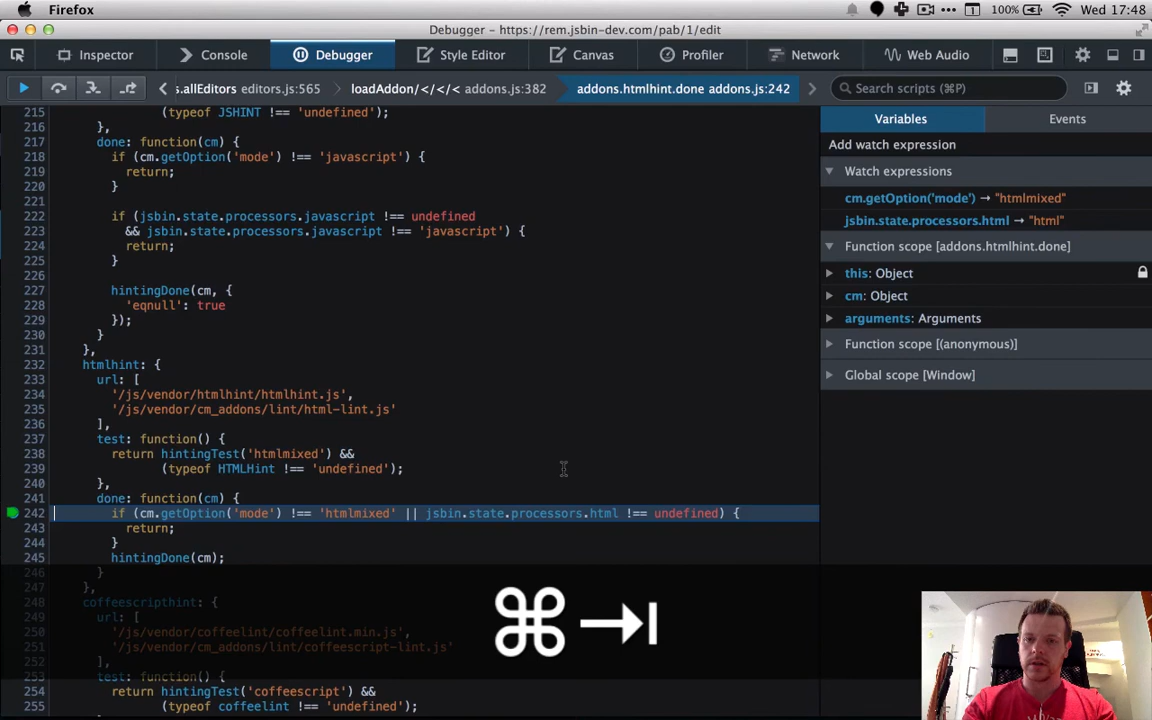 Firefox
100%
Wed 17:48
Debugger - https://rem.jsbin-dev.com/pab/1/edit
Inspector
Console
Debugger
Style Editor
Canvas
Profiler
Network
Web Audio
s.allEditors editors.js:565
loadAddon/</</< addons.js:382
addons.htmlhint.done addons.js:242
Search scripts (⌘P)
215 (typeof JSHINT !== 'undefined');
216 },
217 done: function(cm) {
218 if (cm.getOption('mode') !== 'javascript') {
219 return;
220 }
221
222 if (jsbin.state.processors.javascript !== undefined
223 && jsbin.state.processors.javascript !== 'javascript') {
224 return;
225 }
226
227 hintingDone(cm, {
228 'eqnull': true
229 });
230 }
231 },
232 htmlhint: {
233 url: [
234 '/js/vendor/htmlhint/htmlhint.js',
235 '/js/vendor/cm_addons/lint/html-lint.js'
236 ],
237 test: function() {
238 return hintingTest('htmlmixed') &&
239 (typeof HTMLHint !== 'undefined');
240 },
241 done: function(cm) {
242 if (cm.getOption('mode') !== 'htmlmixed' || jsbin.state.processors.html !== undefined) {
243 return;
244 }
245 hintingDone(cm);
246 }
247 },
248 coffeescripthint: {
249 url: [
250 '/js/vendor/coffeelint/coffeelint.min.js',
251 '/js/vendor/cm_addons/lint/coffeescript-lint.js'
252 ],
253 test: function() {
254 return hintingTest('coffeescript') &&
255 (typeof coffeelint !== 'undefined');
Variables
Events
Add watch expression
Watch expressions
cm.getOption('mode') → "htmlmixed"
jsbin.state.processors.html → "html"
Function scope [addons.htmlhint.done]
this: Object
cm: Object
arguments: Arguments
Function scope [(anonymous)]
Global scope [Window]
⌘⇥